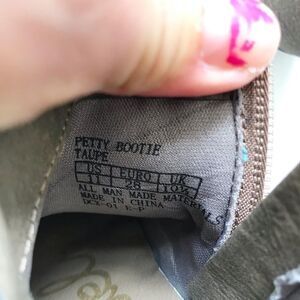 PETTY BOOTIE
TAUPE
US EURO UK
11 28 10½
ALL MAN MADE MATERIALS
MADE IN CHINA